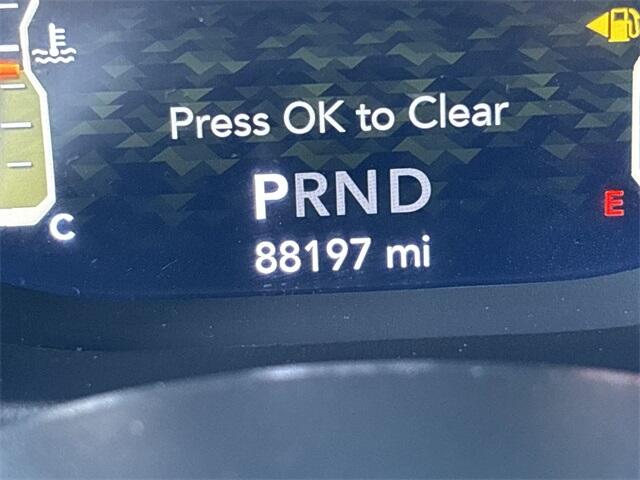 Press OK to Clear
PRND
E
C
88197 mi